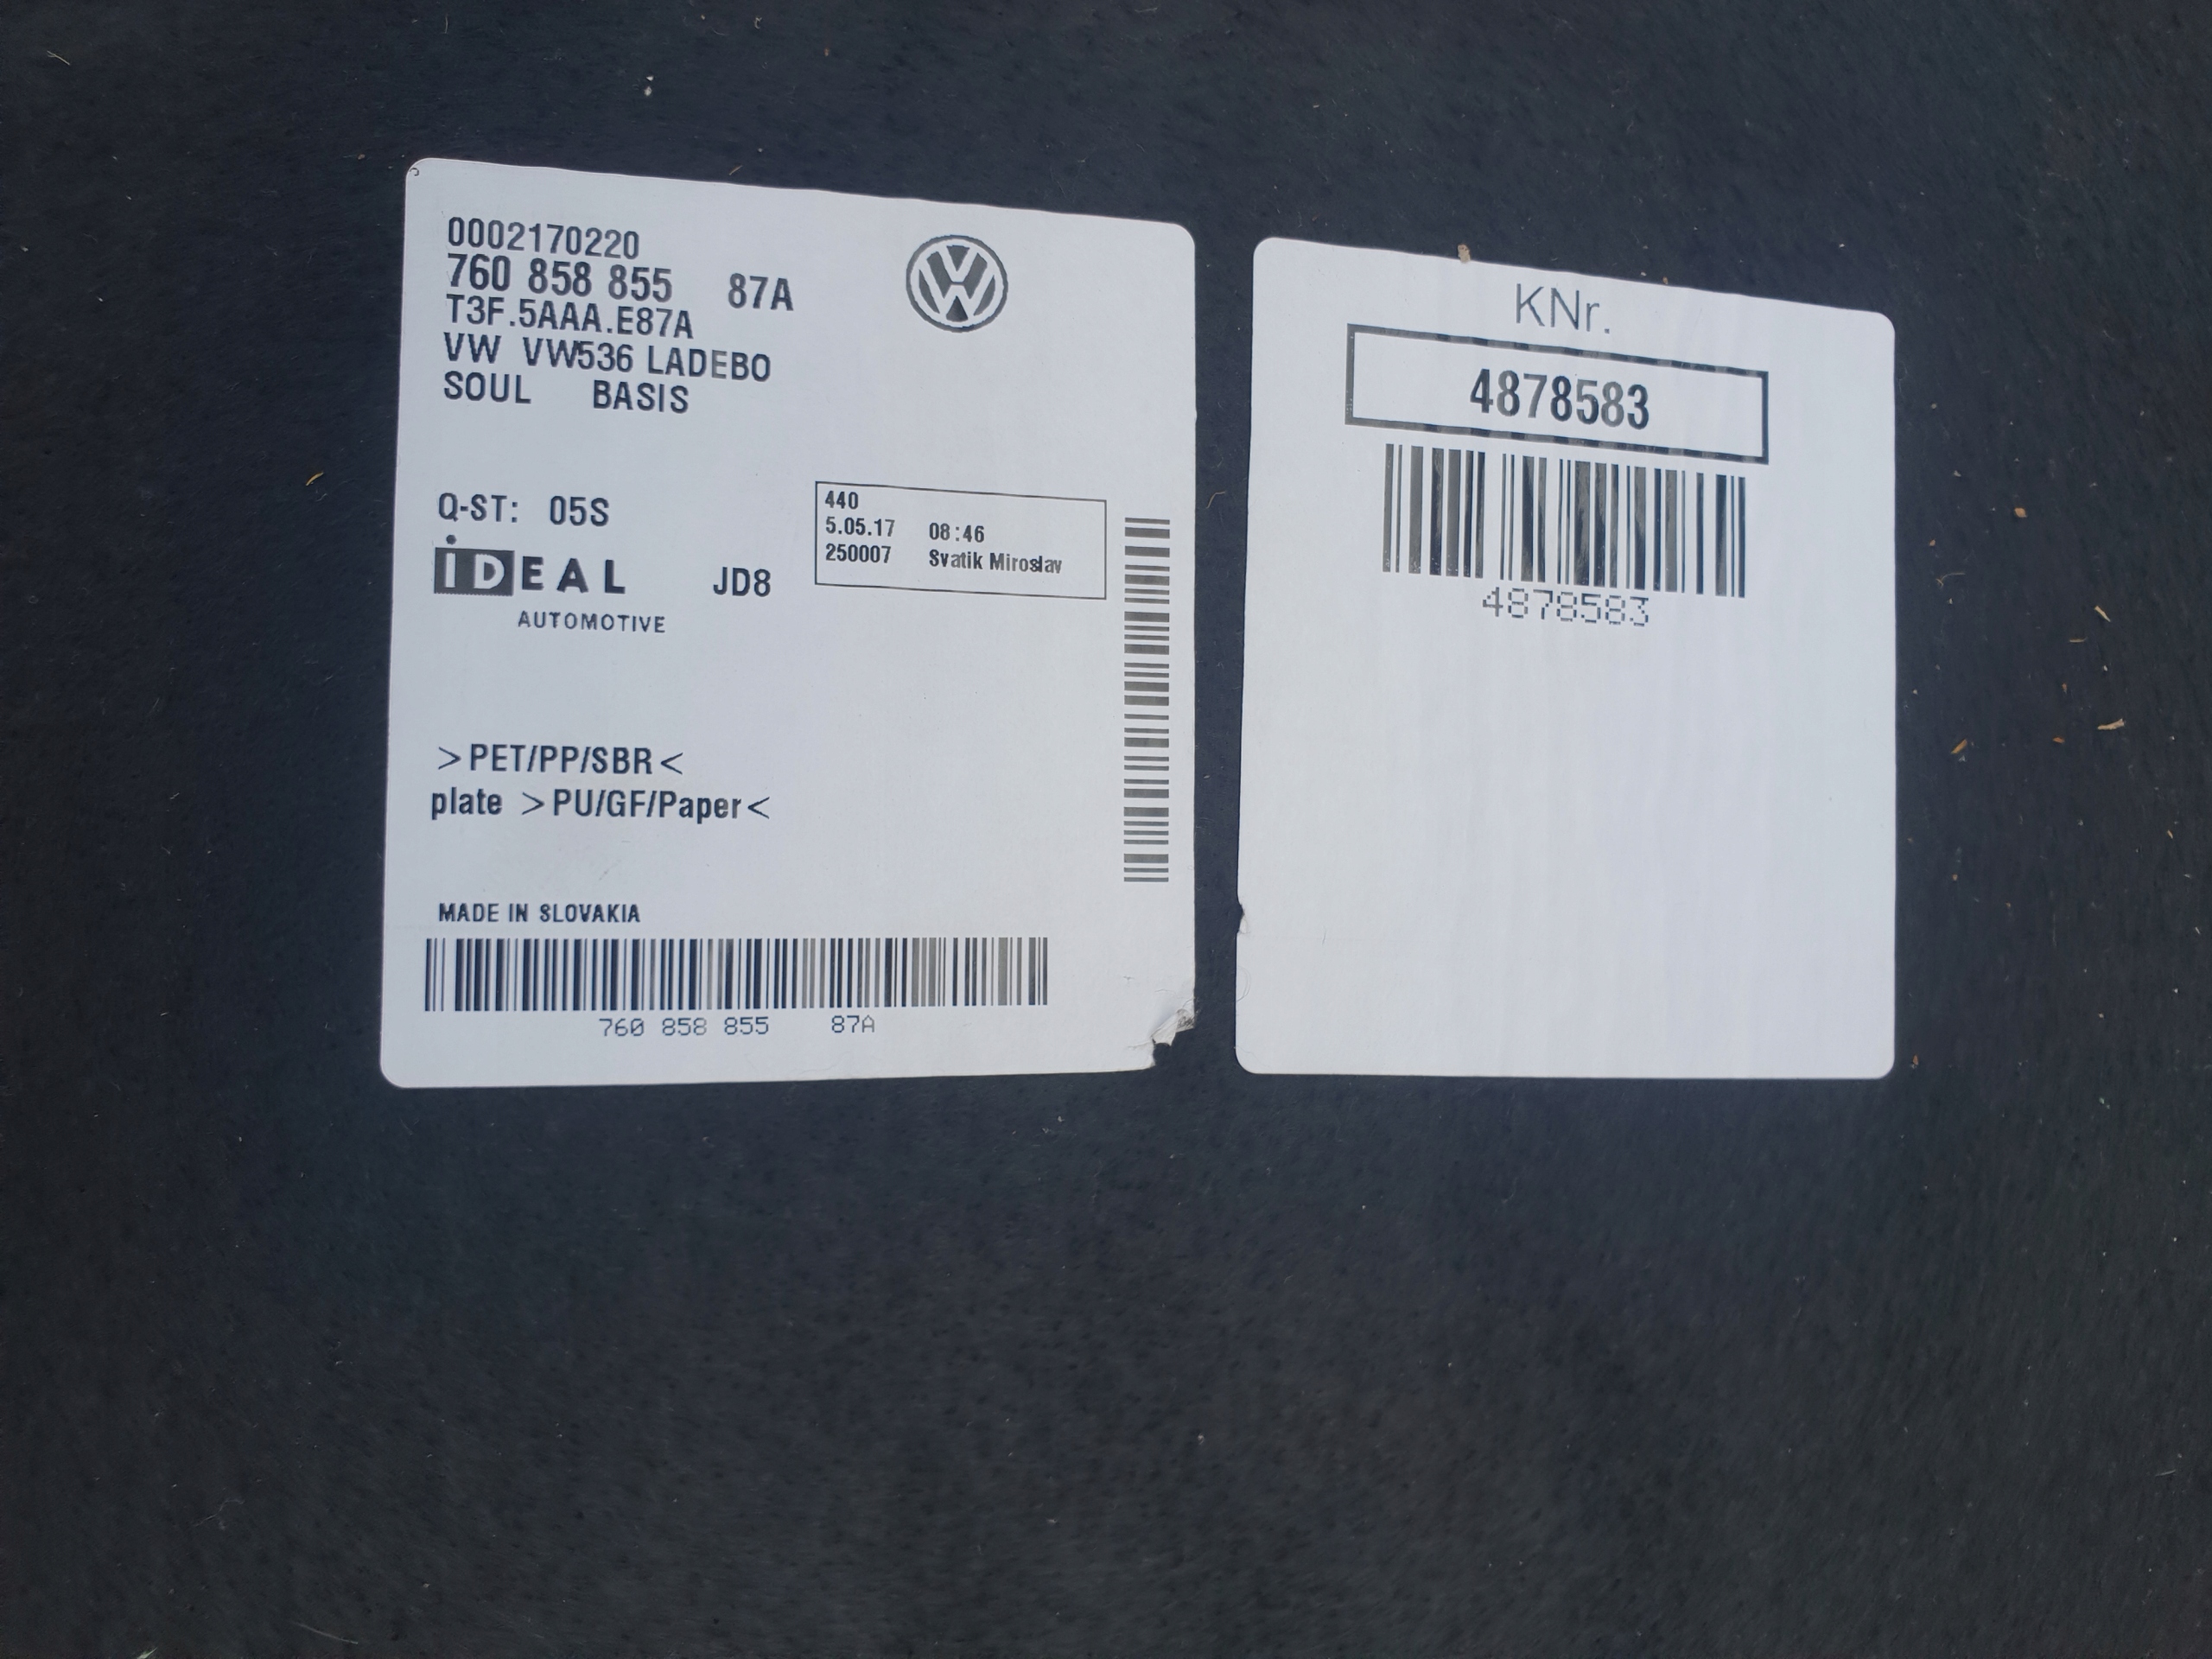 0002170220
760 858 855 87A
T3F.5AAA.E87A
VW VW536 LADEBO
SOUL BASIS
Q-ST: 05S
iDEAL JD8
AUTOMOTIVE
440
5.05.17 08:46
250007 Svatik Miroslav
>PET/PP/SBR<
plate >PU/GF/Paper<
MADE IN SLOVAKIA
760 858 855 87A
KNr.
4878583
4878583